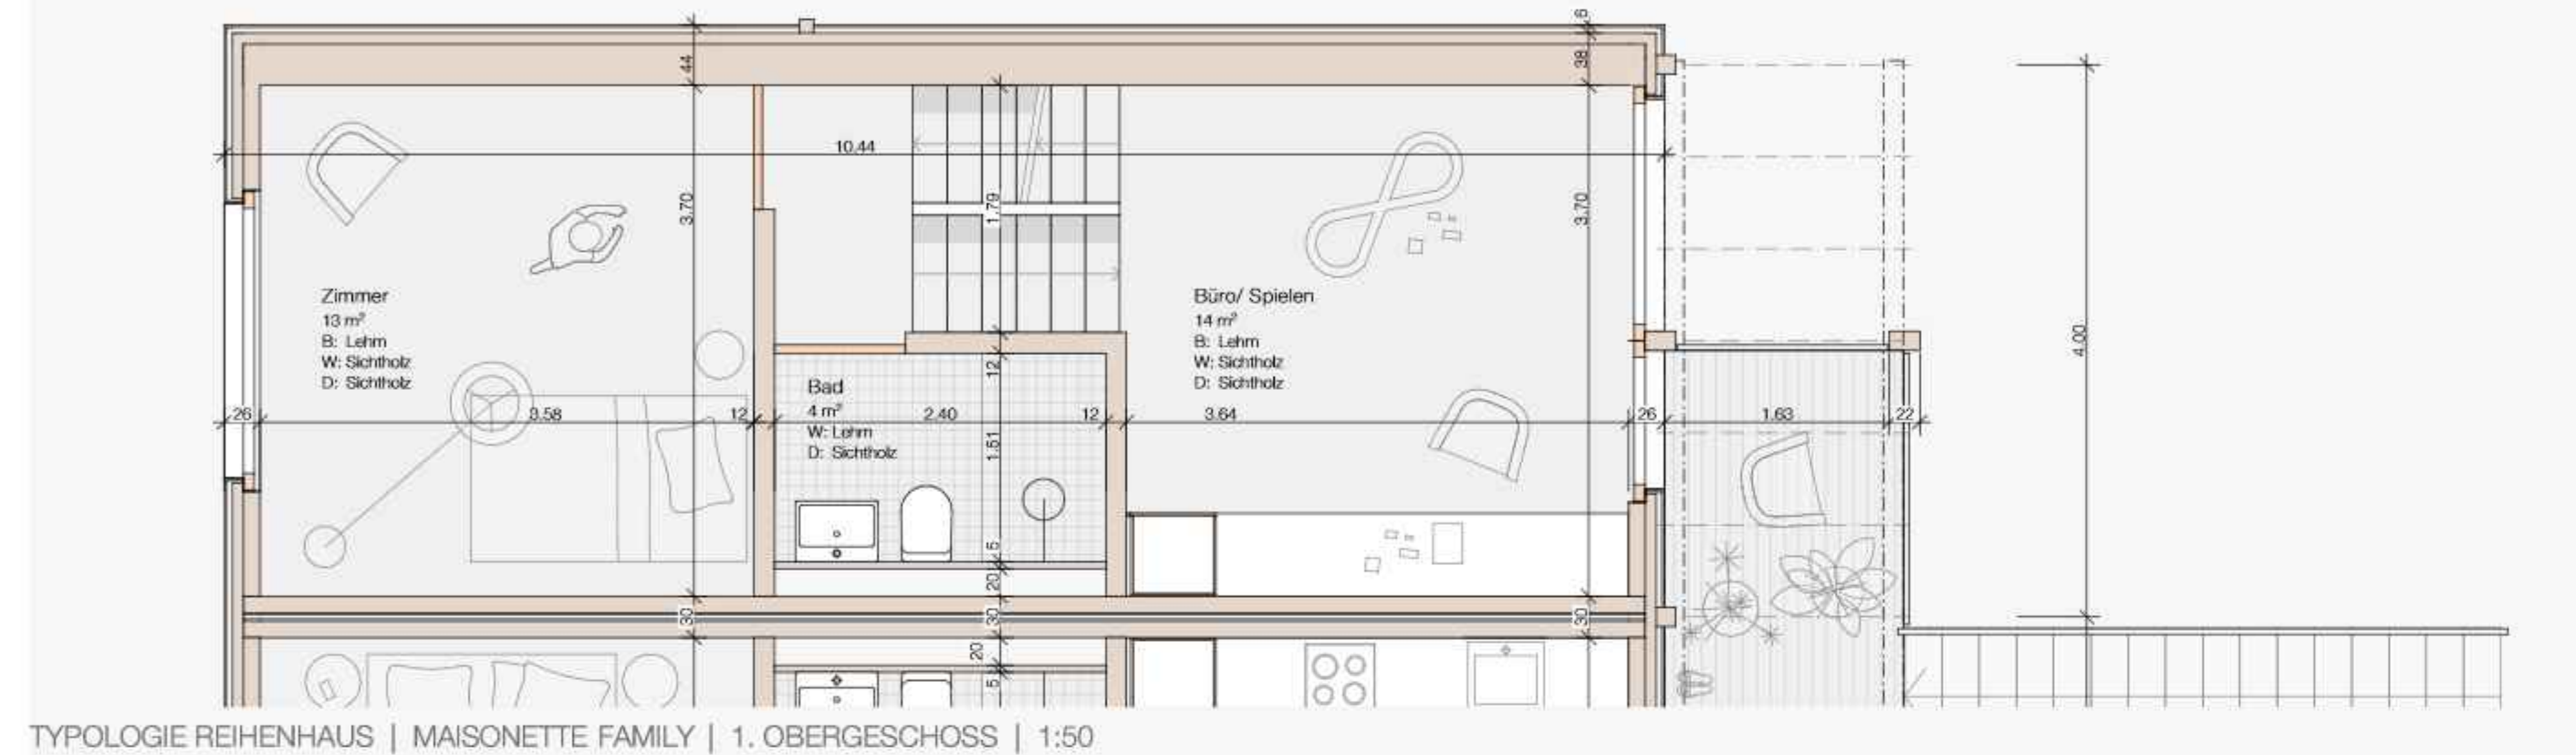 6
44
38
10.44
3.70
1.79
3.70
Zimmer
13 m²
B: Lehm
W: Sichtholz
D: Sichtholz
Büro/ Spielen
14 m²
B: Lehm
W: Sichtholz
D: Sichtholz
4.00
12
Bad
4 m²
W: Lehm
D: Sichtholz
26
3.58
12
2.40
12
3.64
26
1.63
22
1.51
5
20
30
30
30
20
5
TYPOLOGIE REIHENHAUS | MAISONETTE FAMILY | 1. OBERGESCHOSS | 1:50